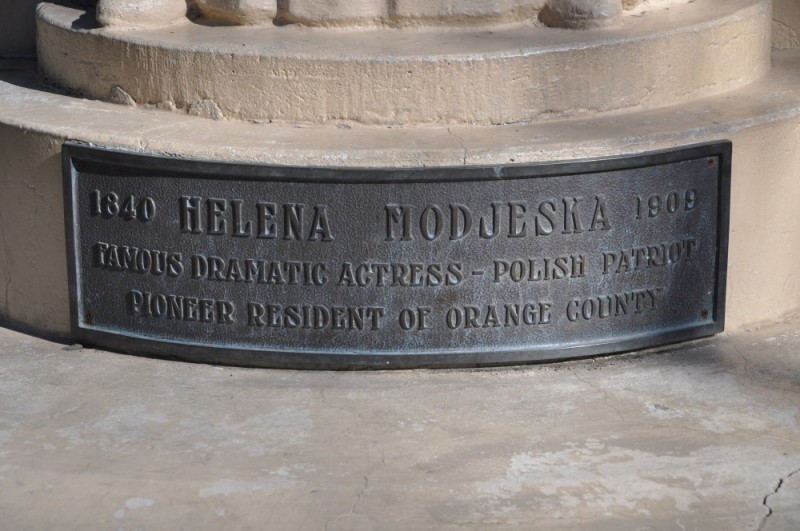 1840 HELENA MODJESKA 1909
FAMOUS DRAMATIC ACTRESS - POLISH PATRIOT
PIONEER RESIDENT OF ORANGE COUNTY